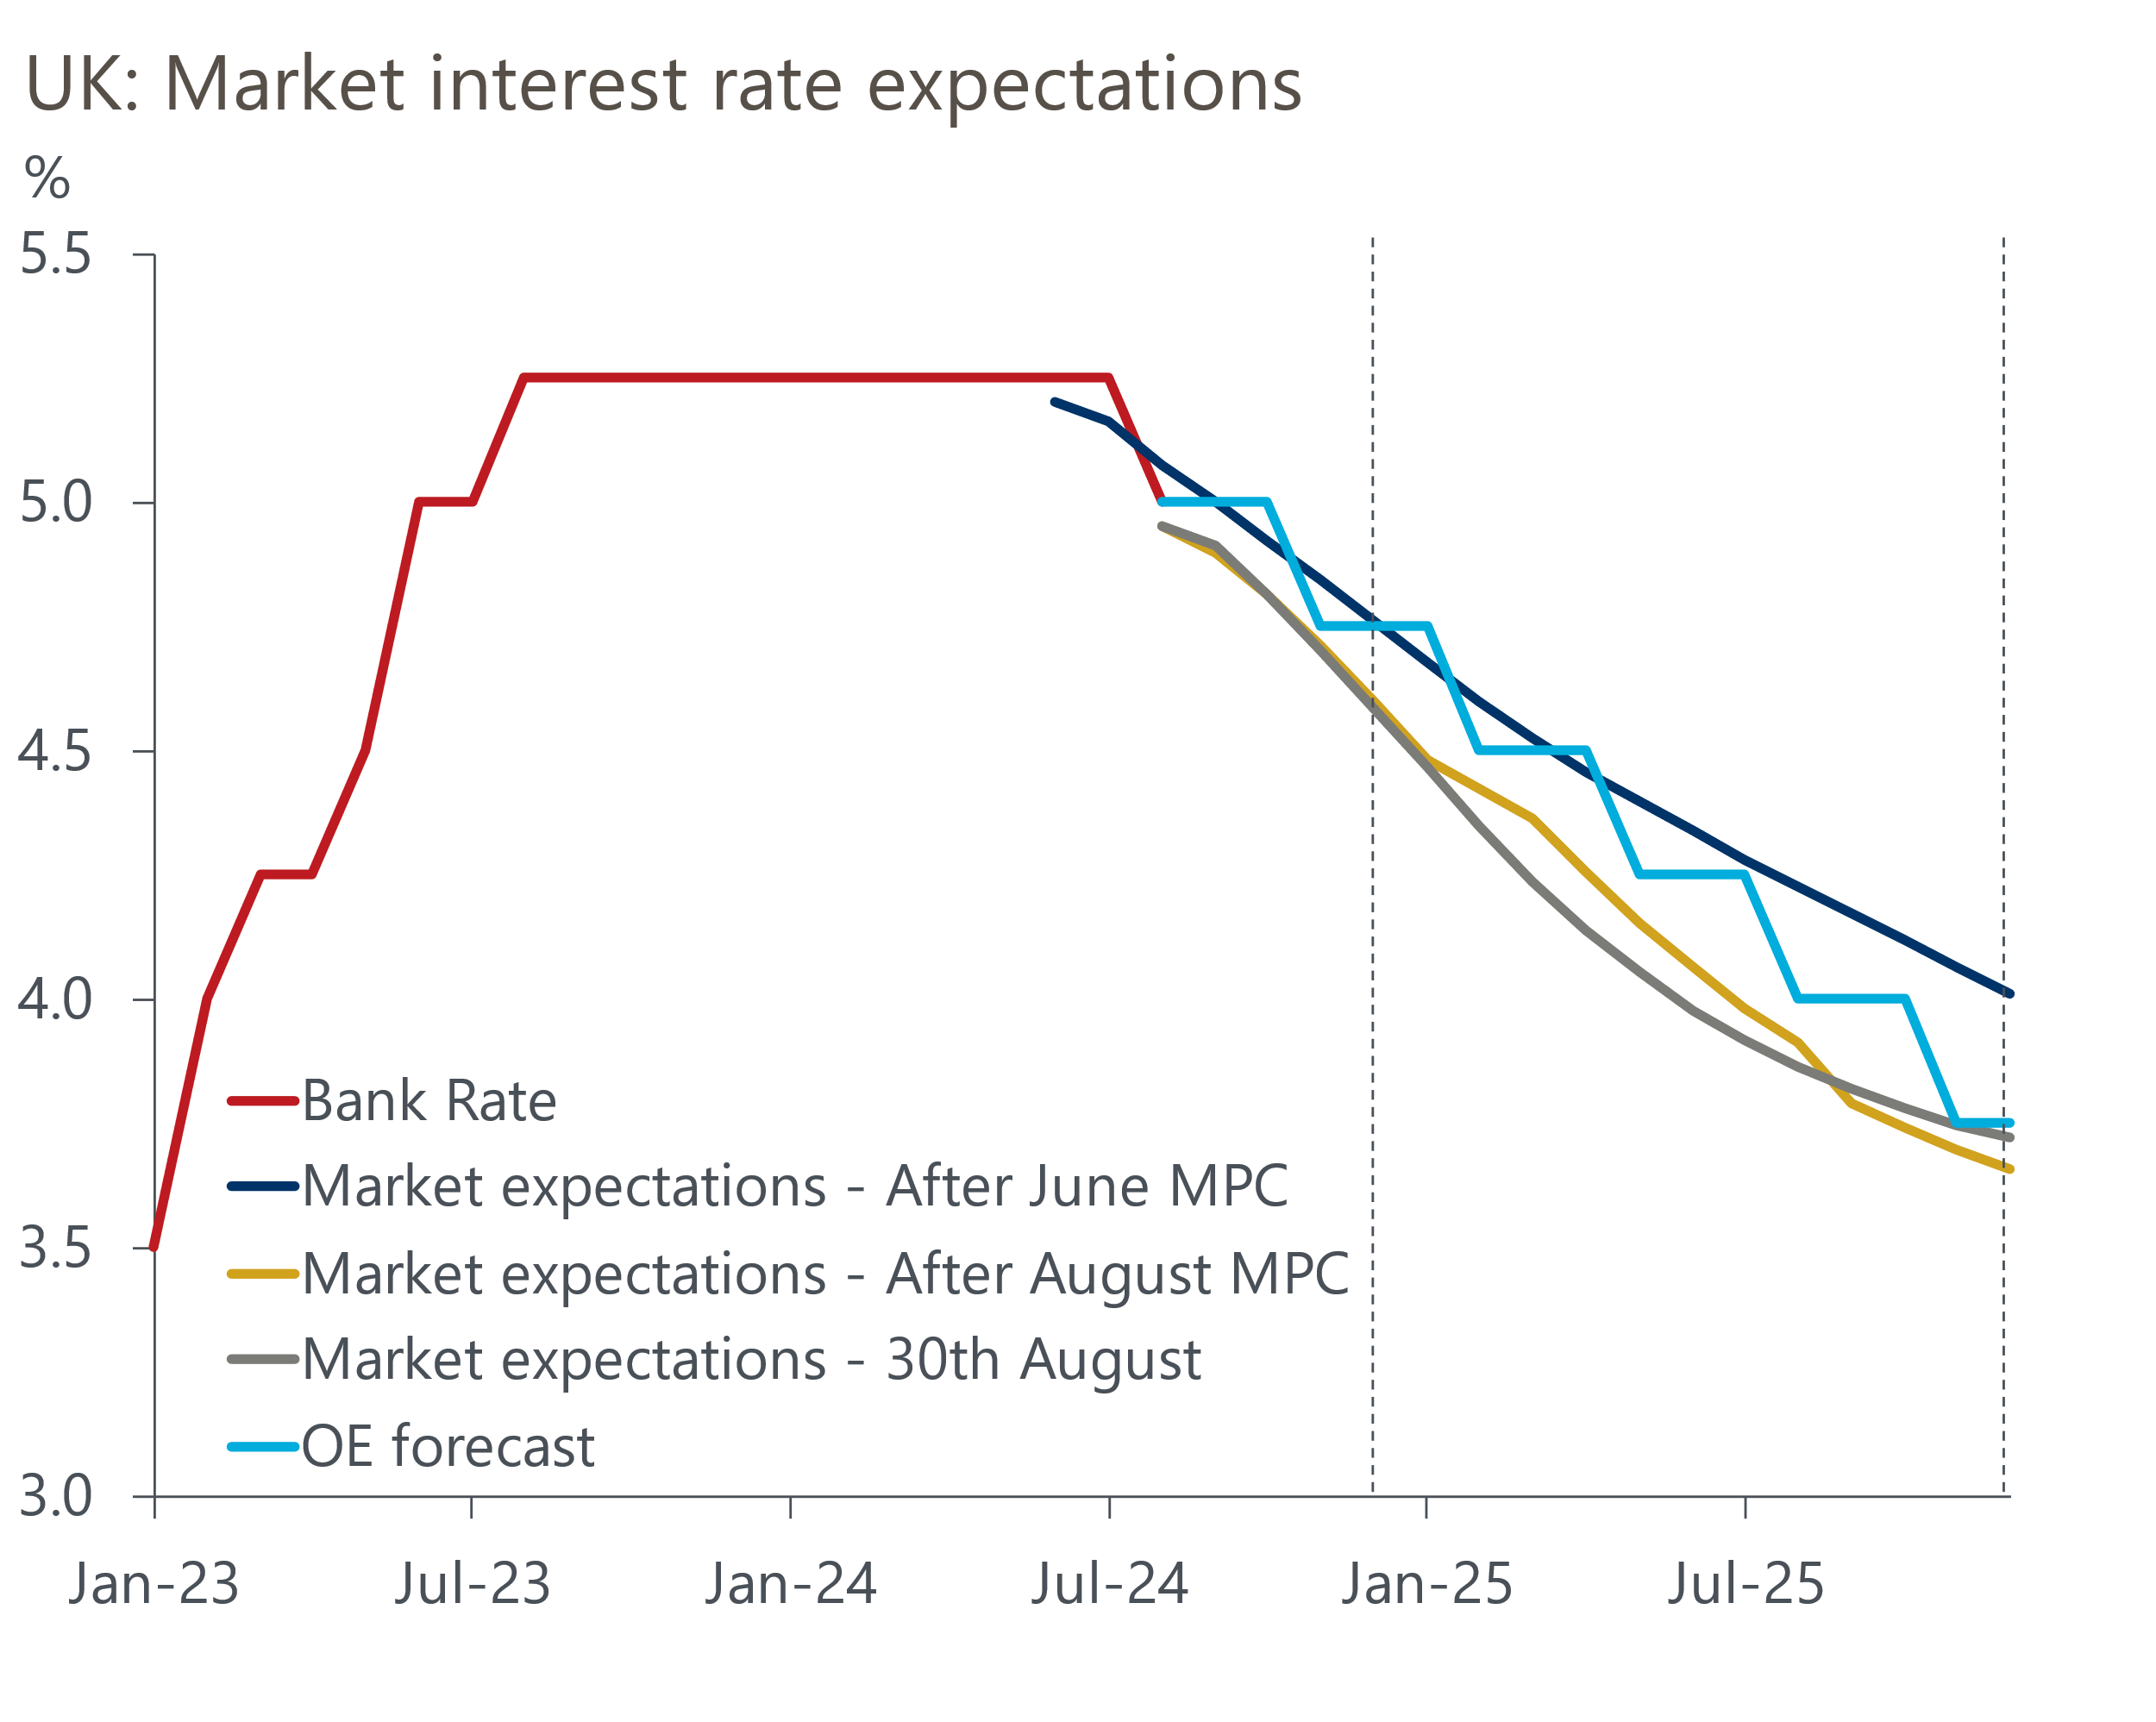 UK: Market interest rate expectations
%
5.5
5.0
4.5
4.0
3.5
3.0
Bank Rate
Market expectations - After June MPC
Market expectations - After August MPC
Market expectations - 30th August
OE forecast
Jan-23 Jul-23 Jan-24 Jul-24 Jan-25 Jul-25